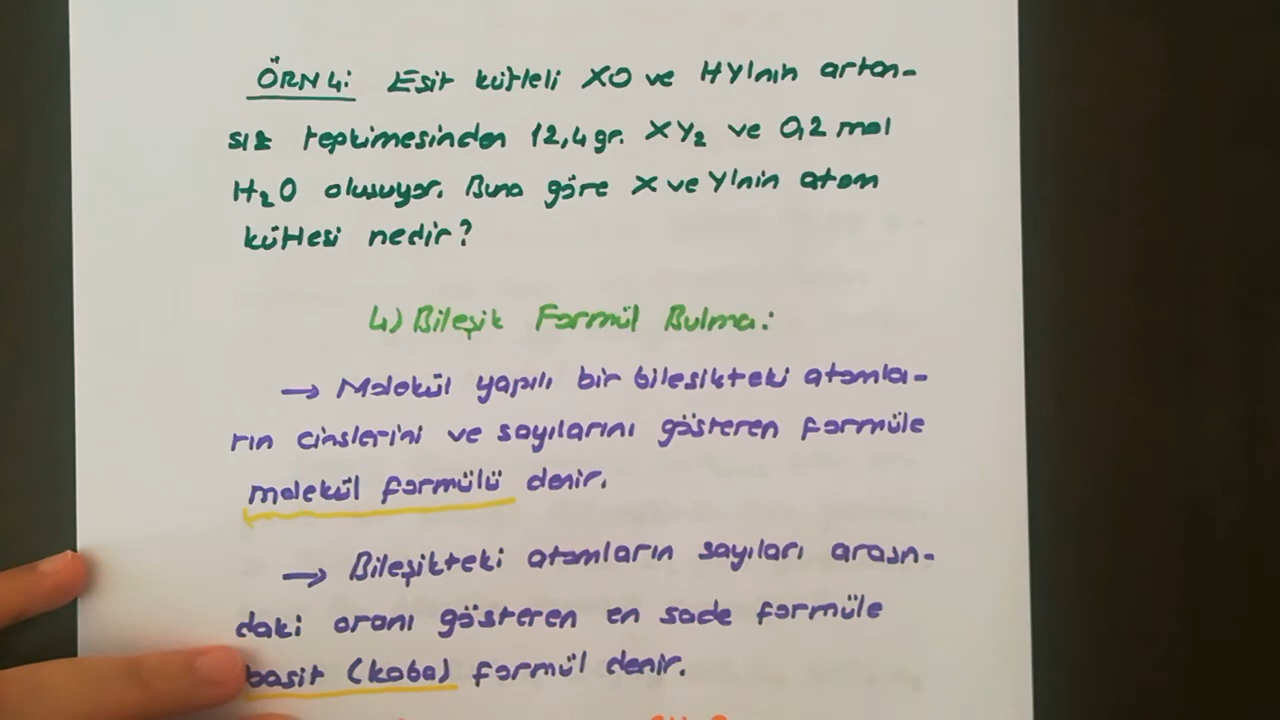 ÖRN 4: Eşit kütleli XO ve HY'nin artan-
sız tepkimesinden 12,4 gr. XY₂ ve 0,2 mol
H₂O oluşuyor. Buna göre X ve Y'nin atom
kütlesi nedir?
4) Bileşik Formül Bulma:
→ Molekül yapılı bir bileşikteki atomla-
rın cinslerini ve sayılarını gösteren formüle
molekül formülü denir.
→ Bileşikteki atomların sayıları arasın-
daki oranı gösteren en sade formüle
basit (kaba) formül denir.